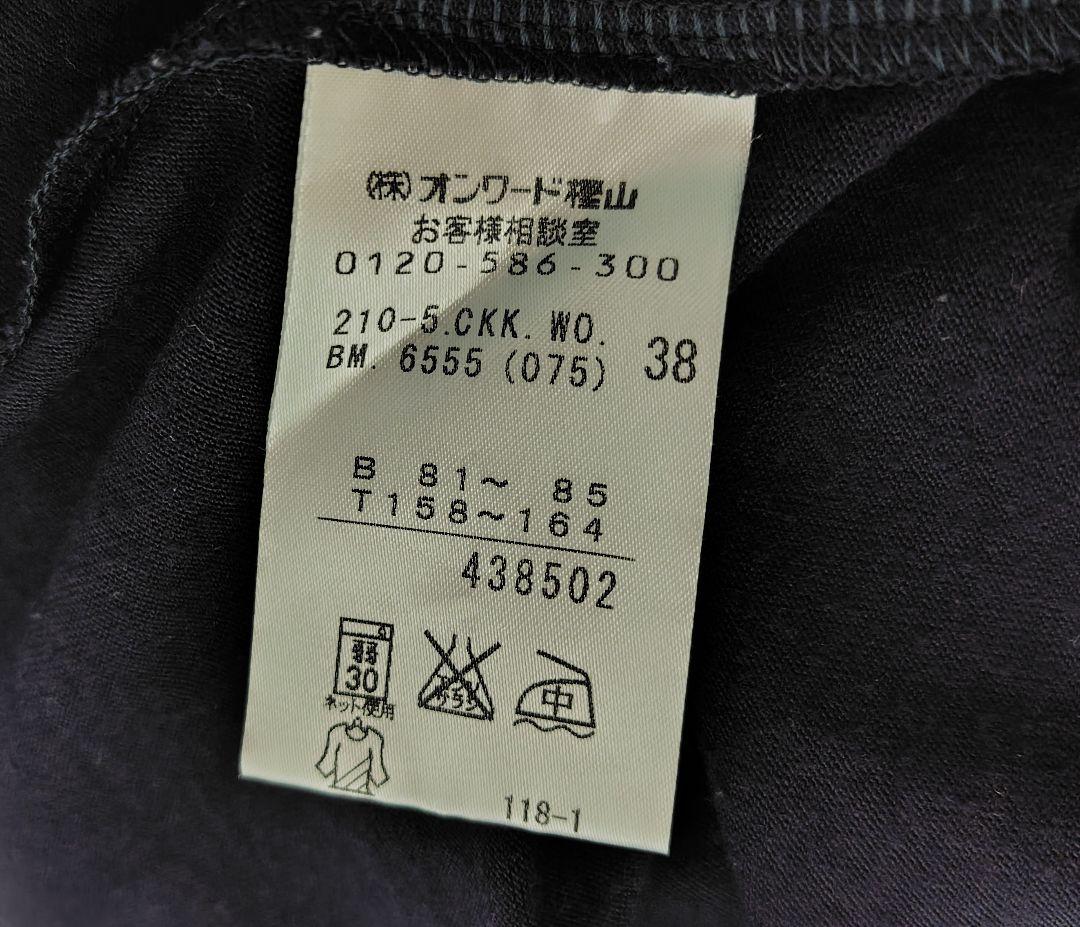 (株)オンワード樫山
お客様相談室
0120-586-300
210-5.CKK. WO.
BM. 6555 (075)
38
B 81～ 85
T158～164
438502
弱
30
ネット使用
中
118-1